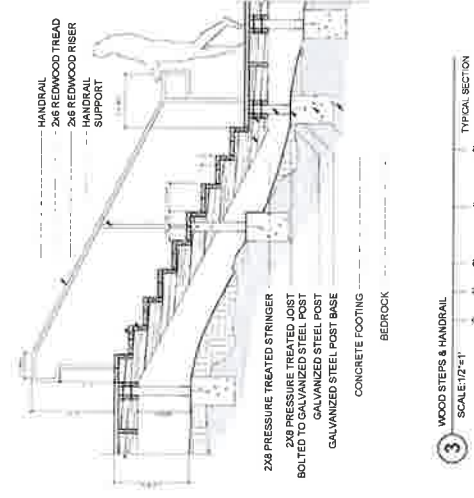 HANDRAIL
2x6 REDWOOD TREAD
2x6 REDWOOD RISER
HANDRAIL
SUPPORT
2X8 PRESSURE TREATED STRINGER
2X8 PRESSURE TREATED JOIST
BOLTED TO GALVANIZED STEEL POST
GALVANIZED STEEL POST
GALVANIZED STEEL POST BASE
CONCRETE FOOTING
BEDROCK
3
WOOD STEPS & HANDRAIL
SCALE:1/2"=1'
TYPICAL SECTION